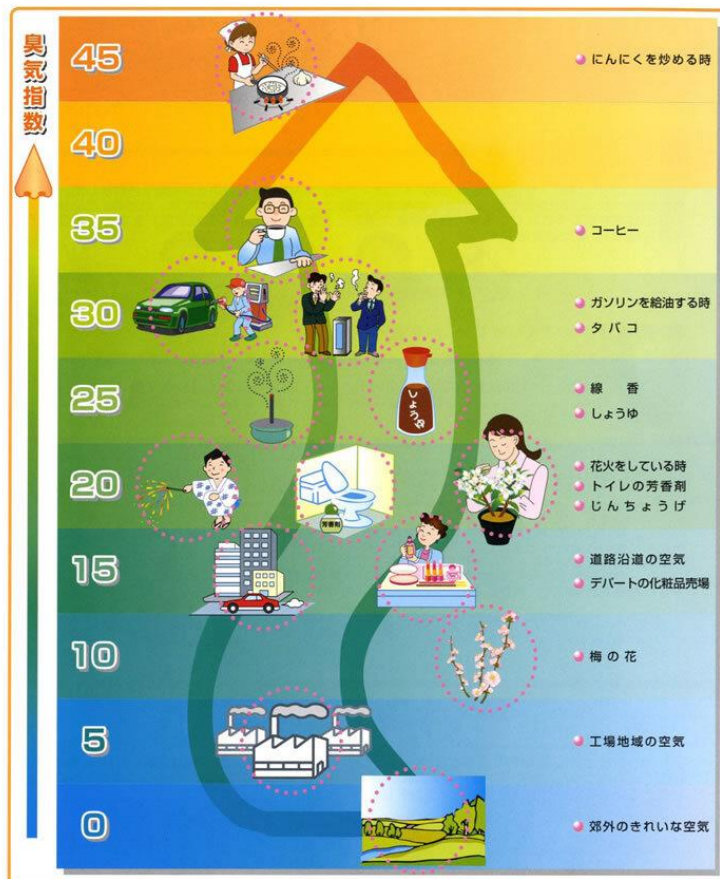 臭気指数
45
にんにくを炒める時
40
35
コーヒー
30
ガソリンを給油する時
タバコ
25
線 香
しょうゆ
しょうゆ
20
花火をしている時
トイレの芳香剤
じんちょうげ
芳香剤
15
道路沿道の空気
デパートの化粧品売場
10
梅の花
5
工場地域の空気
0
郊外のきれいな空気